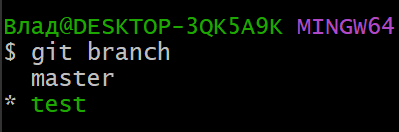 Влад@DESKTOP-3QK5A9K MINGW64
$ git branch
  master
* test